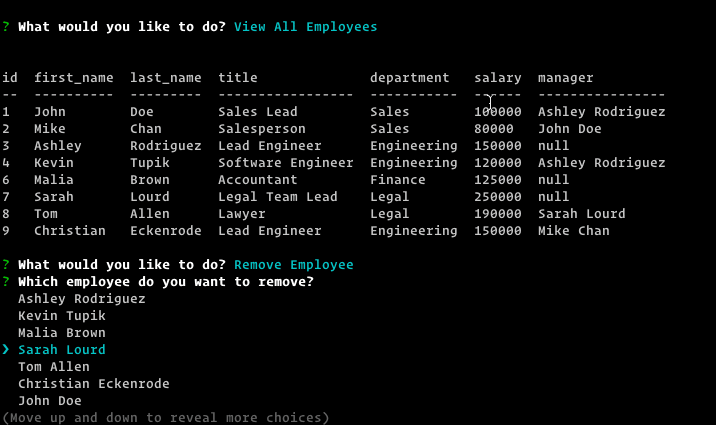 ? What would you like to do? View All Employees
id  first_name  last_name  title              department   salary  manager
--  ----------  ---------  -----------------  -----------  ------  ----------------
1   John        Doe        Sales Lead         Sales        100000  Ashley Rodriguez
2   Mike        Chan       Salesperson        Sales        80000   John Doe
3   Ashley      Rodriguez  Lead Engineer      Engineering  150000  null
4   Kevin       Tupik      Software Engineer  Engineering  120000  Ashley Rodriguez
6   Malia       Brown      Accountant         Finance      125000  null
7   Sarah       Lourd      Legal Team Lead    Legal        250000  null
8   Tom         Allen      Lawyer             Legal        190000  Sarah Lourd
9   Christian   Eckenrode  Lead Engineer      Engineering  150000  Mike Chan
? What would you like to do? Remove Employee
? Which employee do you want to remove?
  Ashley Rodriguez
  Kevin Tupik
  Malia Brown
❯ Sarah Lourd
  Tom Allen
  Christian Eckenrode
  John Doe
(Move up and down to reveal more choices)